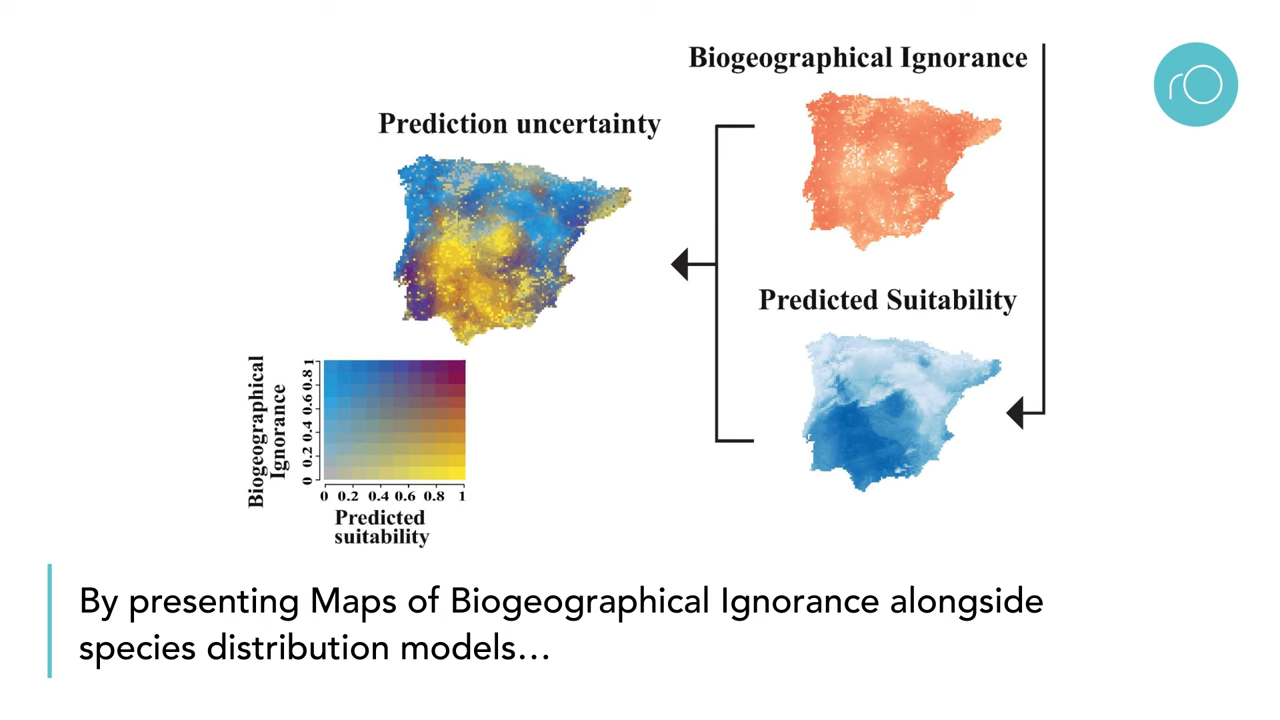 Biogeographical Ignorance
Prediction uncertainty
Predicted Suitability
Biogeographical
Ignorance
0 0.2 0.4 0.6 0.8 1
0 0.2 0.4 0.6 0.8 1
Predicted
suitability
By presenting Maps of Biogeographical Ignorance alongside
species distribution models…
rO